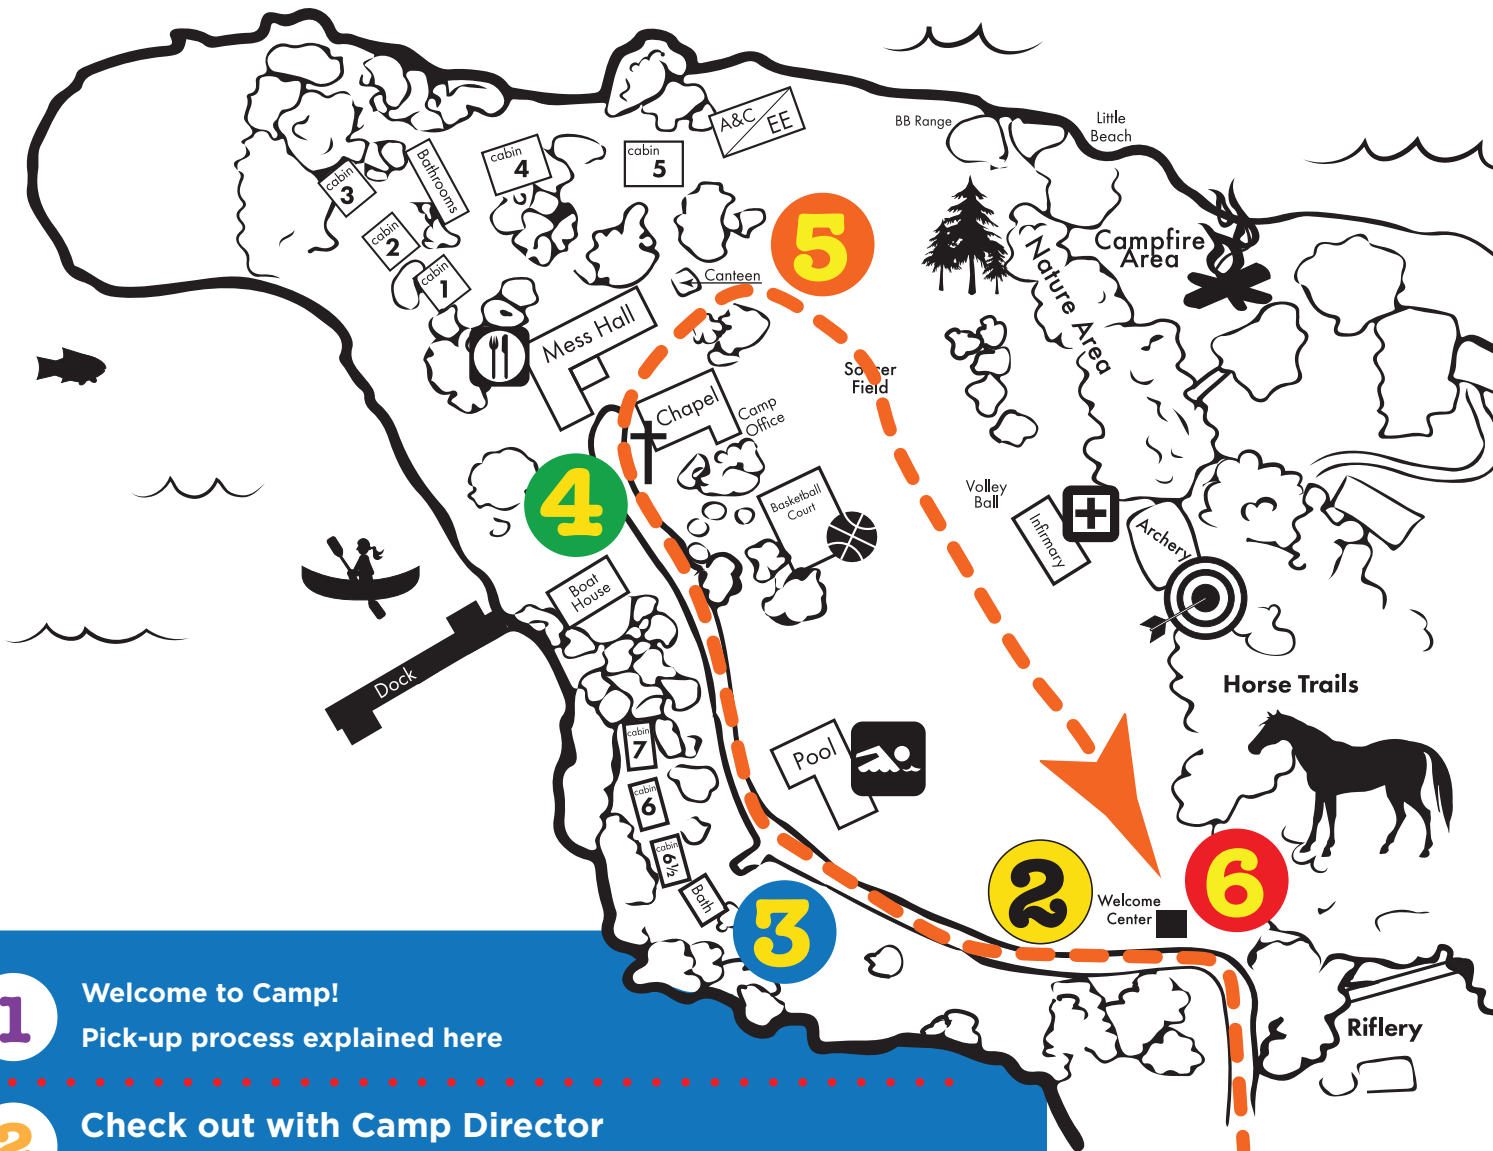 A&C
EE
BB Range
Little
Beach
cabin
4
cabin
5
Bathrooms
cabin
3
cabin
2
cabin
1
5
Campfire
Area
Nature Area
Canteen
Mess Hall
Soccer
Field
Chapel
Camp
Office
4
Basketball
Court
Volley
Ball
Infirmary
Archery
Boat
House
Dock
Horse Trails
cabin
7
Pool
cabin
6
cabin
6½
Bath
3
2
Welcome
Center
6
Riflery
1
Welcome to Camp!
Pick-up process explained here
2
Check out with Camp Director